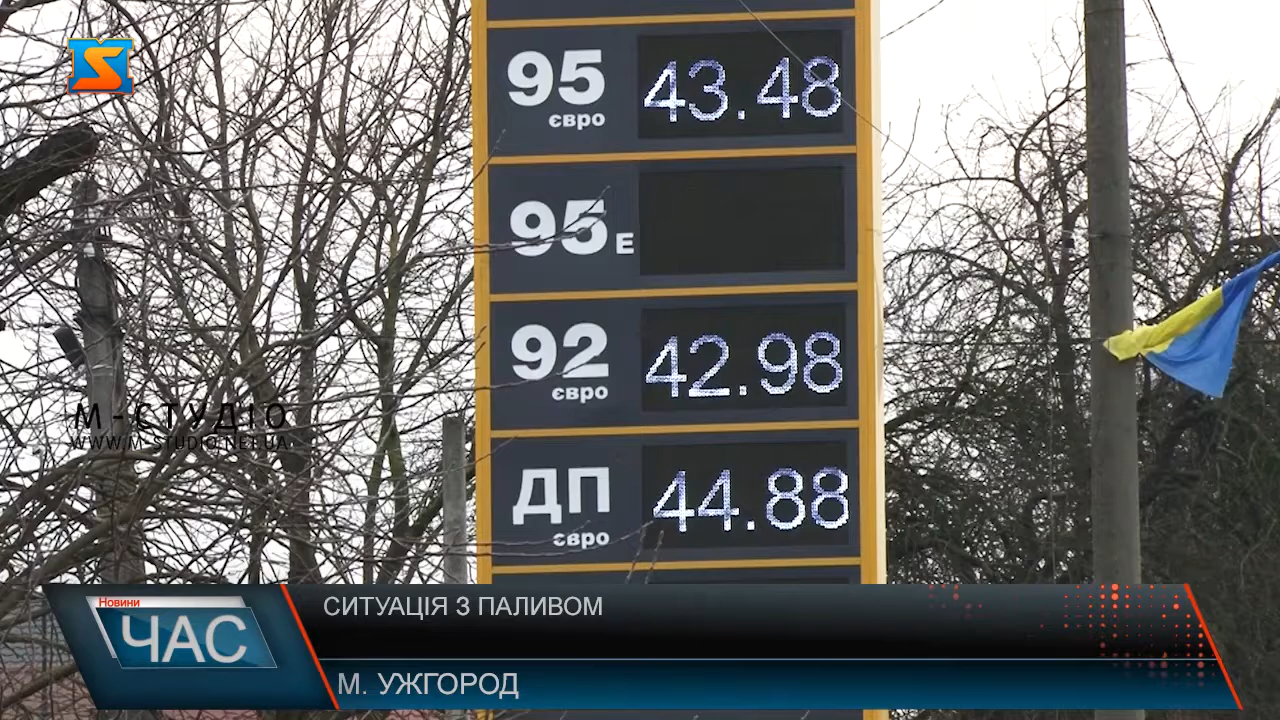 95 43.48
євро
95 E
92 42.98
євро
М-СТУДІО
WWW.M-STUDIO.NET.UA
ДП 44.88
євро
Новини
ЧАС
СИТУАЦІЯ З ПАЛИВОМ
М. УЖГОРОД